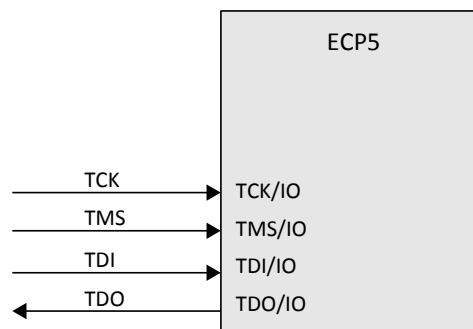 ECP5
TCK TCK/IO
TMS TMS/IO
TDI TDI/IO
TDO TDO/IO